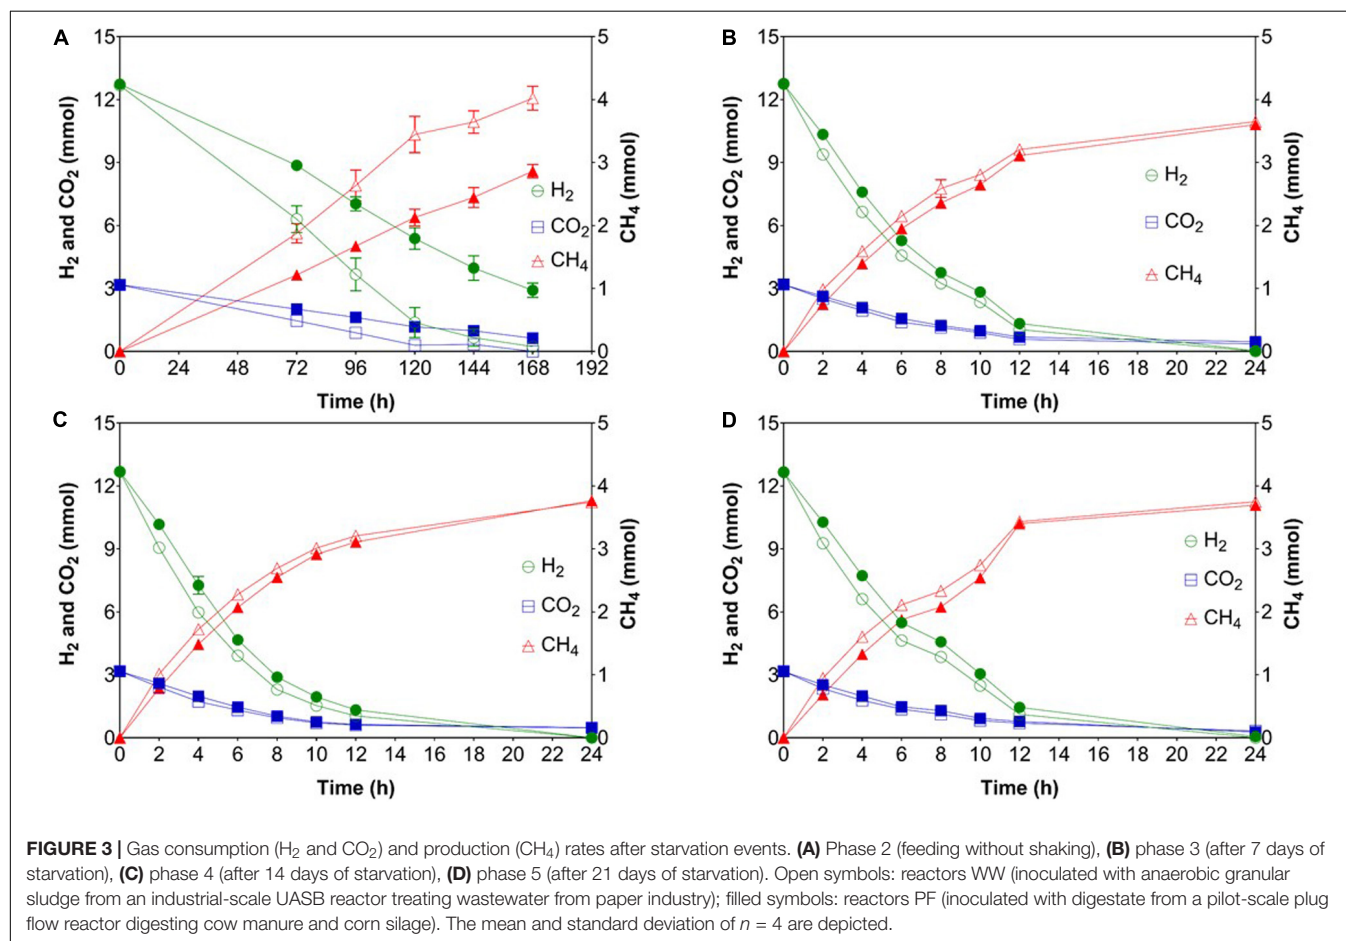 A
15
12
9
6
3
0
H2 and CO2 (mmol)
5
4
3
2
1
0
CH4 (mmol)
H2
CO2
CH4
0 24 48 72 96 120 144 168 192
Time (h)
B
15
12
9
6
3
0
H2 and CO2 (mmol)
5
4
3
2
1
0
CH4 (mmol)
H2
CO2
CH4
0 2 4 6 8 10 12 14 16 18 20 22 24
Time (h)
C
15
12
9
6
3
0
H2 and CO2 (mmol)
5
4
3
2
1
0
CH4 (mmol)
H2
CO2
CH4
0 2 4 6 8 10 12 14 16 18 20 22 24
Time (h)
D
15
12
9
6
3
0
H2 and CO2 (mmol)
5
4
3
2
1
0
CH4 (mmol)
H2
CO2
CH4
0 2 4 6 8 10 12 14 16 18 20 22 24
Time (h)
FIGURE 3 | Gas consumption (H2 and CO2) and production (CH4) rates after starvation events. (A) Phase 2 (feeding without shaking), (B) phase 3 (after 7 days of
starvation), (C) phase 4 (after 14 days of starvation), (D) phase 5 (after 21 days of starvation). Open symbols: reactors WW (inoculated with anaerobic granular
sludge from an industrial-scale UASB reactor treating wastewater from paper industry); filled symbols: reactors PF (inoculated with digestate from a pilot-scale plug
flow reactor digesting cow manure and corn silage). The mean and standard deviation of n = 4 are depicted.